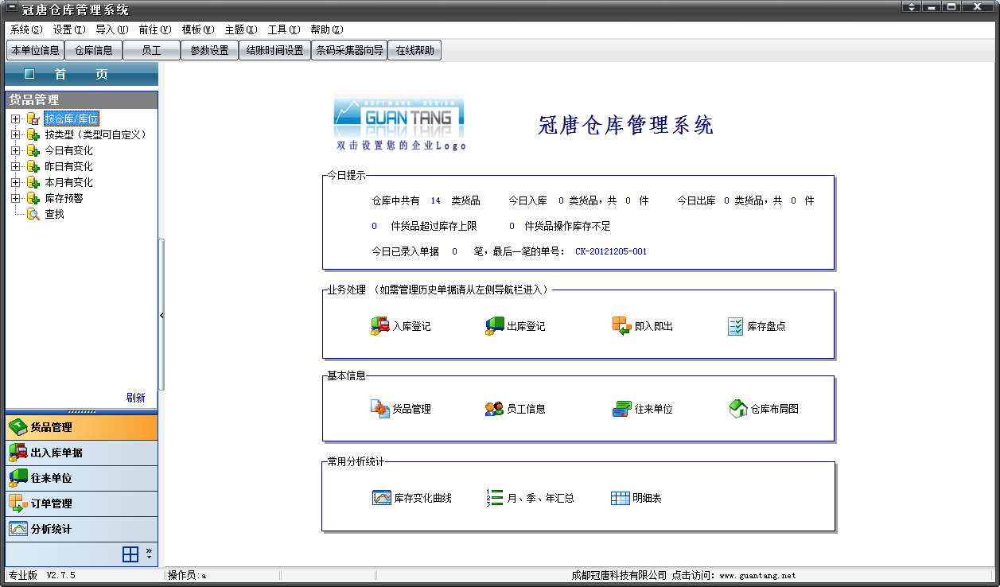 冠唐仓库管理系统
系统(S) 设置(T) 导入(U) 前往(V) 模板(W) 主题(X) 工具(Y) 帮助(Z)
本单位信息 仓库信息 员工 参数设置 结账时间设置 条码采集器向导 在线帮助
首 页
货品管理
按仓库/库位
按类型（类型可自定义）
今日有变化
昨日有变化
本月有变化
库存预警
查找
刷新
货品管理
出入库单据
往来单位
订单管理
分析统计
SOFTWARE DESIGN
GUAN TANG
双击设置您的企业Logo
冠唐仓库管理系统
今日提示
仓库中共有 14 类货品 今日入库 0 类货品，共 0 件 今日出库 0 类货品，共 0 件
0 件货品超过库存上限 0 件货品操作库存不足
今日已录入单据 0 笔，最后一笔的单号： CK-20121205-001
业务处理 （如需管理历史单据请从左侧导航栏进入）
入库登记 出库登记 即入即出 库存盘点
基本信息
货品管理 员工信息 往来单位 仓库布局图
常用分析统计
库存变化曲线 月、季、年汇总 明细表
专业版 V2.7.5 操作员:a 成都冠唐科技有限公司 点击访问：www.guantang.net